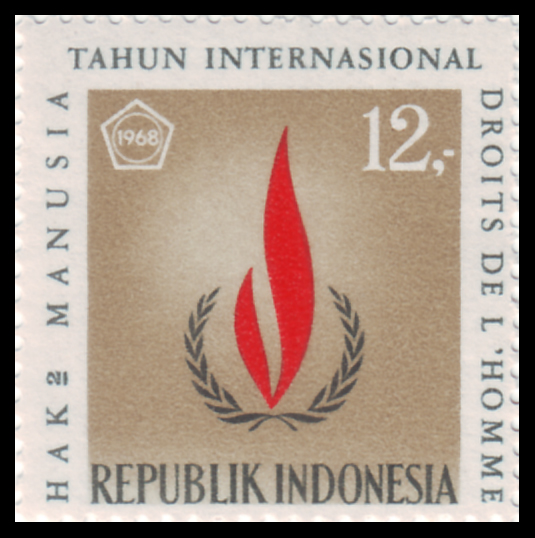 TAHUN INTERNASIONAL
HAK2 MANUSIA
DROITS DE L'HOMME
1968
12,-
REPUBLIK INDONESIA